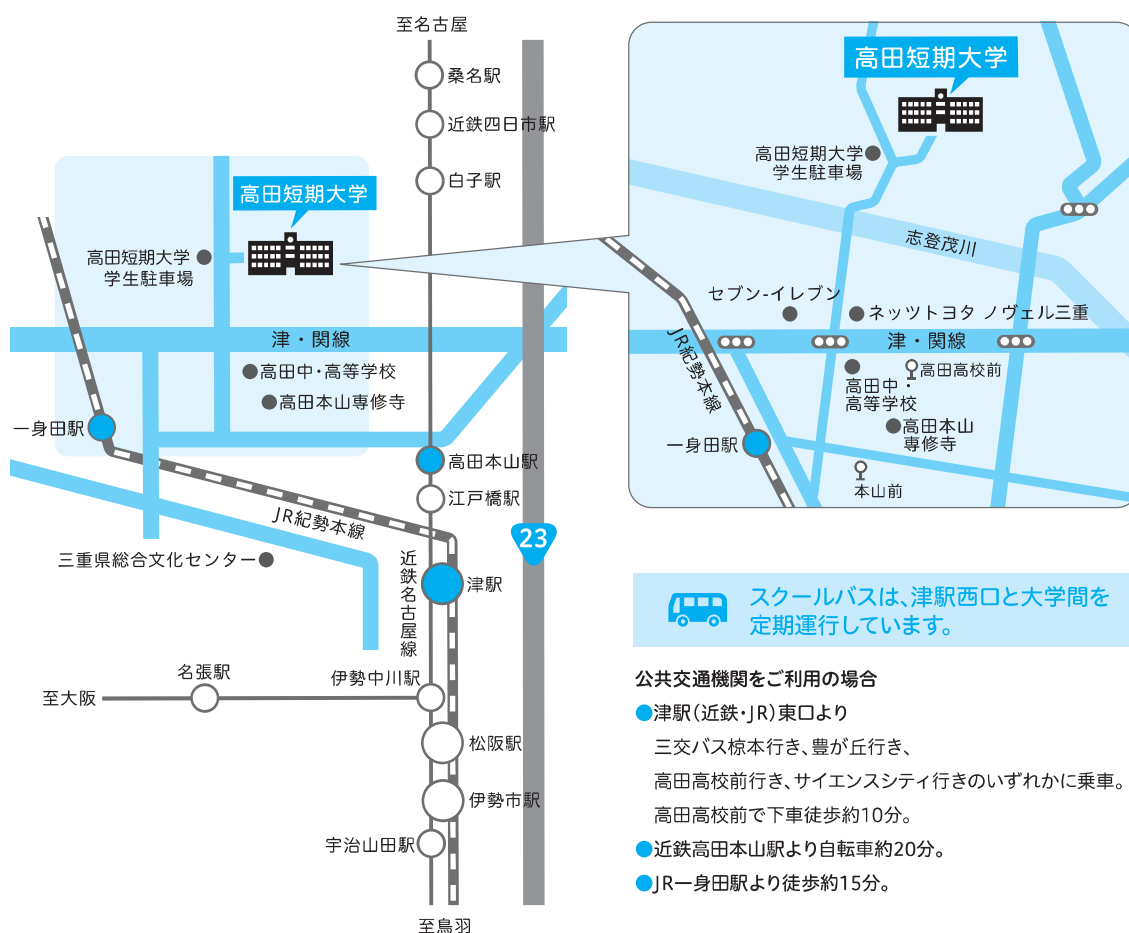 至名古屋
桑名駅
近鉄四日市駅
白子駅
高田短期大学
高田短期大学
学生駐車場
津・関線
高田中・高等学校
高田本山専修寺
一身田駅
高田本山駅
江戸橋駅
JR紀勢本線
23
三重県総合文化センター
近鉄名古屋線
津駅
名張駅
伊勢中川駅
至大阪
松阪駅
伊勢市駅
宇治山田駅
至鳥羽
高田短期大学
高田短期大学
学生駐車場
志登茂川
セブン-イレブン
ネッツトヨタ ノヴェル三重
津・関線
JR紀勢本線
高田高校前
高田中・
高等学校
高田本山
専修寺
一身田駅
本山前
スクールバスは、津駅西口と大学間を
定期運行しています。
公共交通機関をご利用の場合
●津駅（近鉄・JR）東口より
三交バス椋本行き、豊が丘行き、
高田高校前行き、サイエンスシティ行きのいずれかに乗車。
高田高校前で下車徒歩約10分。
●近鉄高田本山駅より自転車約20分。
●JR一身田駅より徒歩約15分。